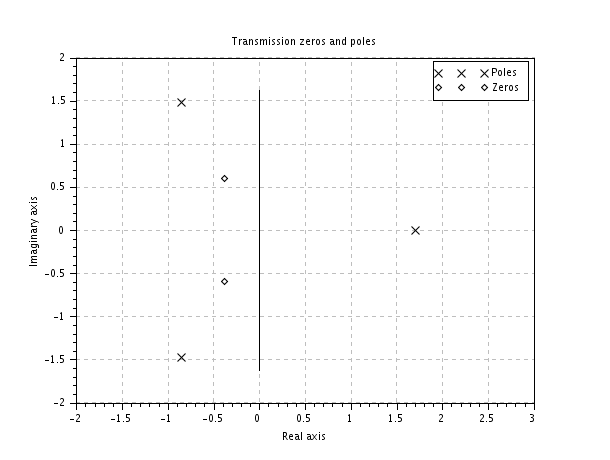 Transmission zeros and poles
2
Poles
Zeros
1.5
1
0.5
0
-0.5
-1
-1.5
-2
Imaginary axis
-2 -1.5 -1 -0.5 0 0.5 1 1.5 2 2.5 3
Real axis